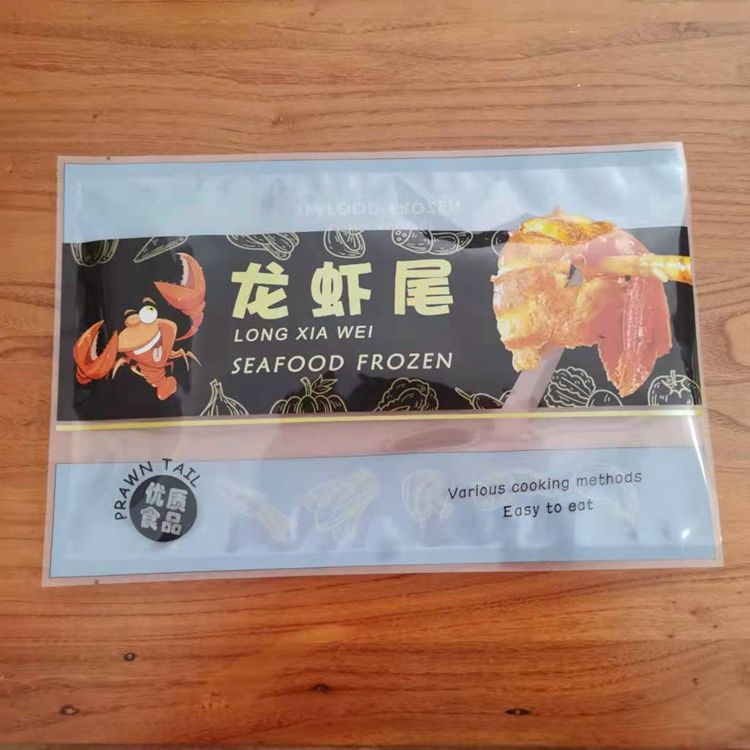 龙虾尾
LONG XIA WEI
SEAFOOD FROZEN
PRAWN TAIL
优质
食品
Various cooking methods
Easy to eat